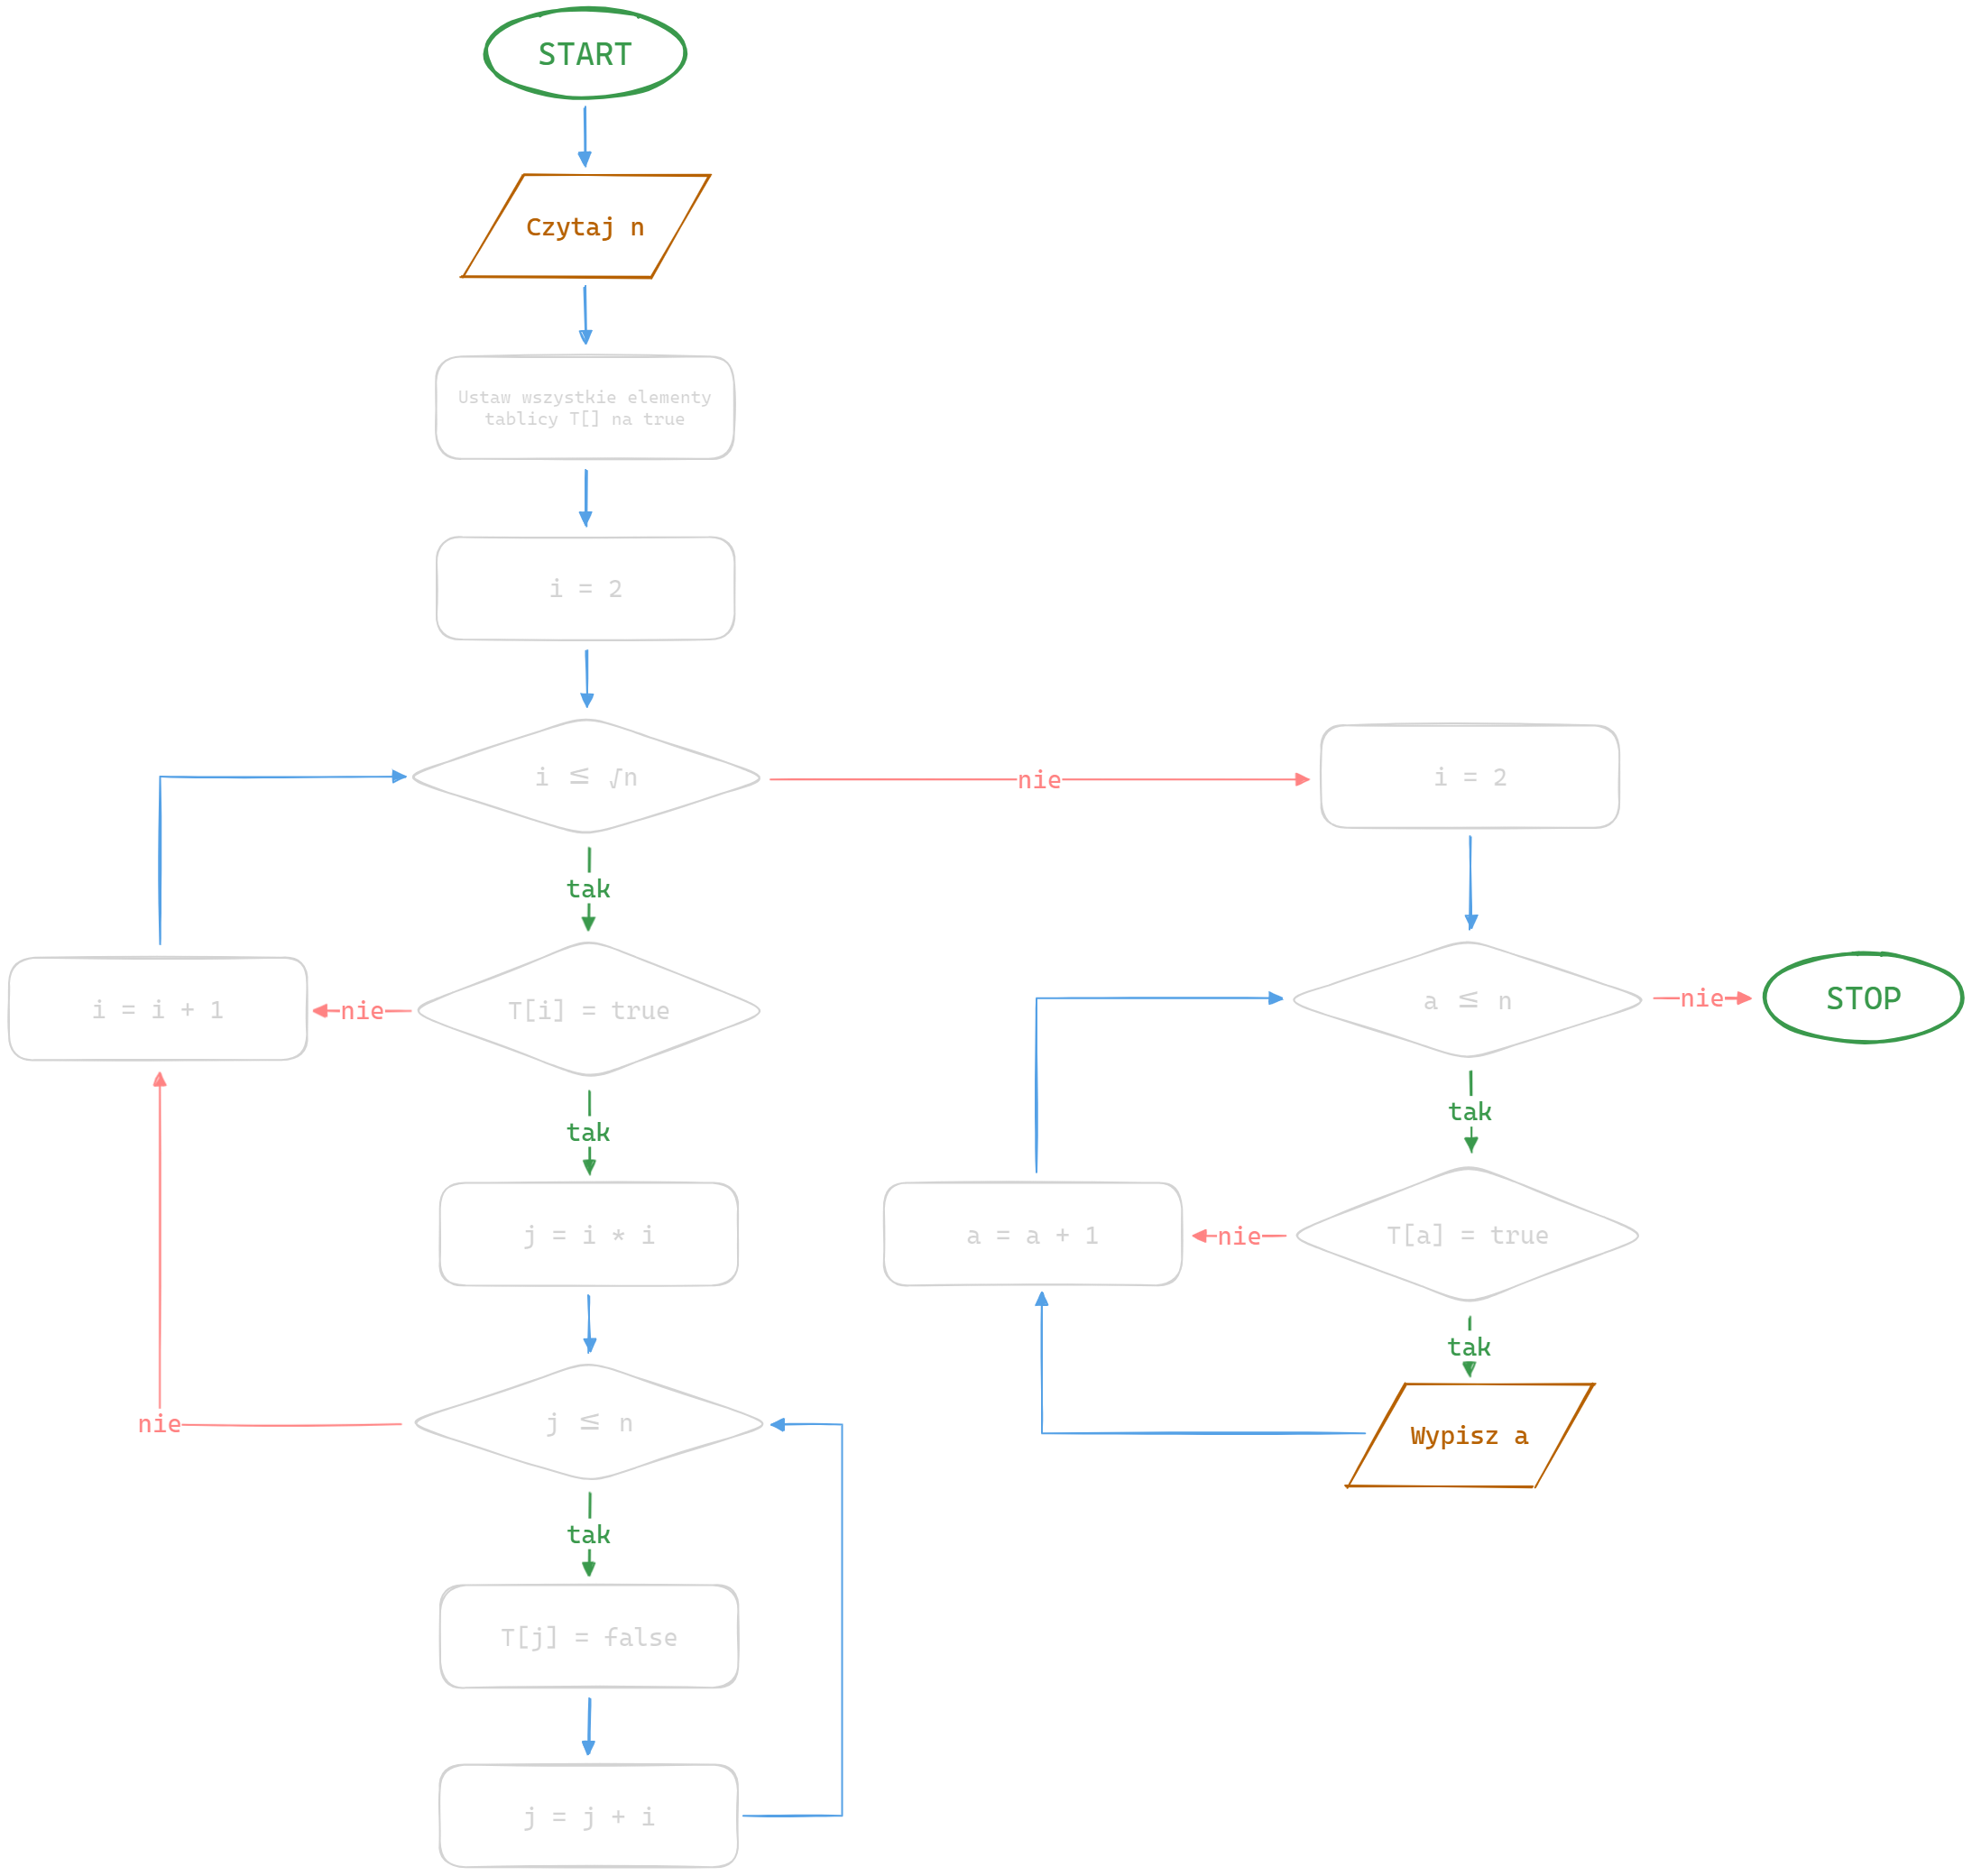 START
Czytaj n
Ustaw wszystkie elementy
tablicy T[] na true
i = 2
i ≤ √n
nie
i = 2
tak
i = i + 1
nie
T[i] = true
a ≤ n
nie
STOP
tak
tak
j = i * i
a = a + 1
nie
T[a] = true
tak
nie
j ≤ n
Wypisz a
tak
T[j] = false
j = j + i